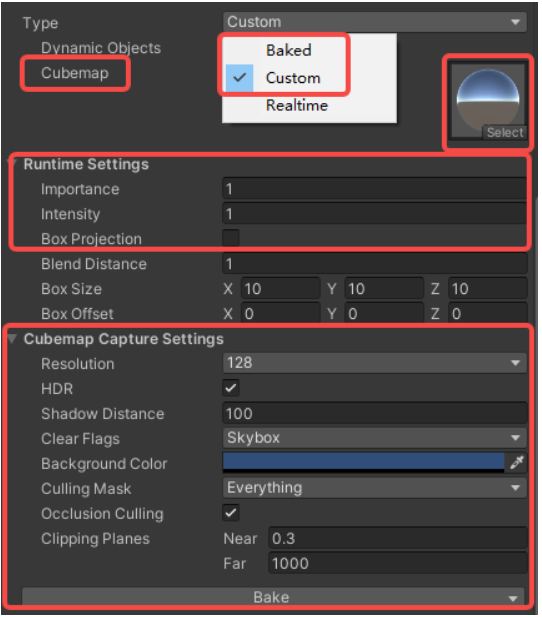 Type Custom
Dynamic Objects
Baked
Cubemap
Custom
Realtime
Select
Runtime Settings
Importance 1
Intensity 1
Box Projection
Blend Distance 1
Box Size X 10 Y 10 Z 10
Box Offset X 0 Y 0 Z 0
Cubemap Capture Settings
Resolution 128
HDR
Shadow Distance 100
Clear Flags Skybox
Background Color
Culling Mask Everything
Occlusion Culling
Clipping Planes Near 0.3
Far 1000
Bake